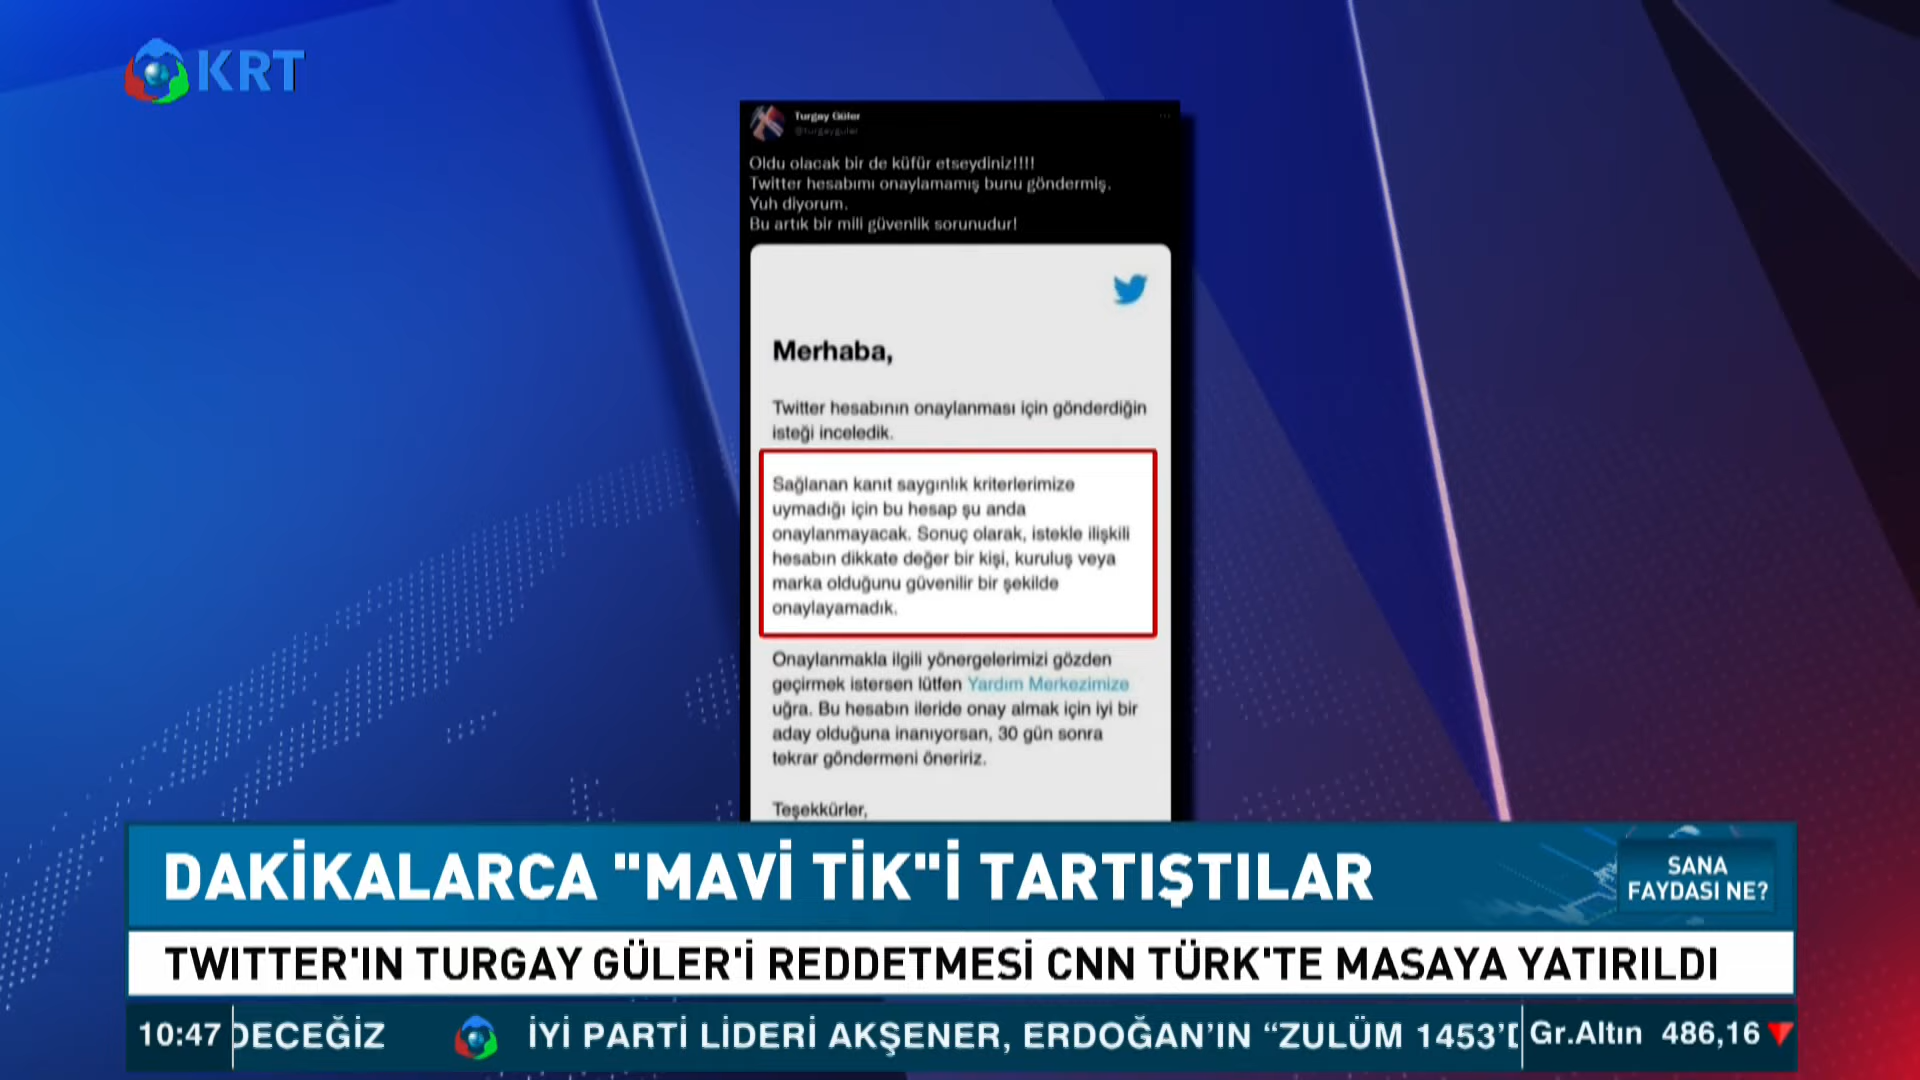 KRT
Turgay Güler
@turgayguler
Oldu olacak bir de küfür etseydiniz!!!!
Twitter hesabımı onaylamamış bunu göndermiş.
Yuh diyorum.
Bu artık bir mili güvenlik sorunudur!
Merhaba,
Twitter hesabının onaylanması için gönderdiğin
isteği inceledik.
Sağlanan kanıt saygınlık kriterlerimize
uymadığı için bu hesap şu anda
onaylanmayacak. Sonuç olarak, istekle ilişkili
hesabın dikkate değer bir kişi, kuruluş veya
marka olduğunu güvenilir bir şekilde
onaylayamadık.
Onaylanmakla ilgili yönergelerimizi gözden
geçirmek istersen lütfen Yardım Merkezimize
uğra. Bu hesabın ileride onay almak için iyi bir
aday olduğuna inanıyorsan, 30 gün sonra
tekrar göndermeni öneririz.
Teşekkürler,
DAKİKALARCA "MAVİ TİK"İ TARTIŞTILAR
SANA
FAYDASI NE?
TWITTER'IN TURGAY GÜLER'İ REDDETMESİ CNN TÜRK'TE MASAYA YATIRILDI
10:47 DECEĞİZ İYİ PARTİ LİDERİ AKŞENER, ERDOĞAN’IN “ZULÜM 1453’ Gr.Altın 486,16